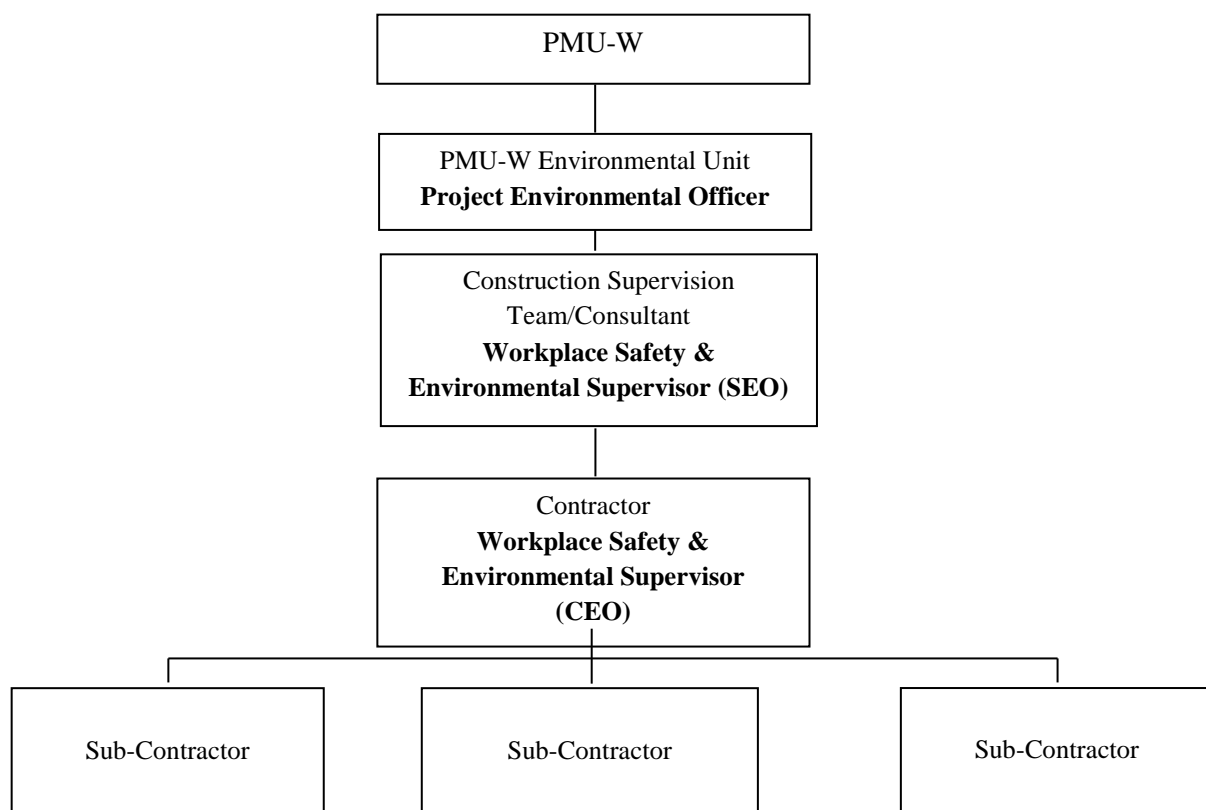 PMU-W
PMU-W Environmental Unit
Project Environmental Officer
Construction Supervision
Team/Consultant
Workplace Safety &
Environmental Supervisor (SEO)
Contractor
Workplace Safety &
Environmental Supervisor
(CEO)
Sub-Contractor
Sub-Contractor
Sub-Contractor